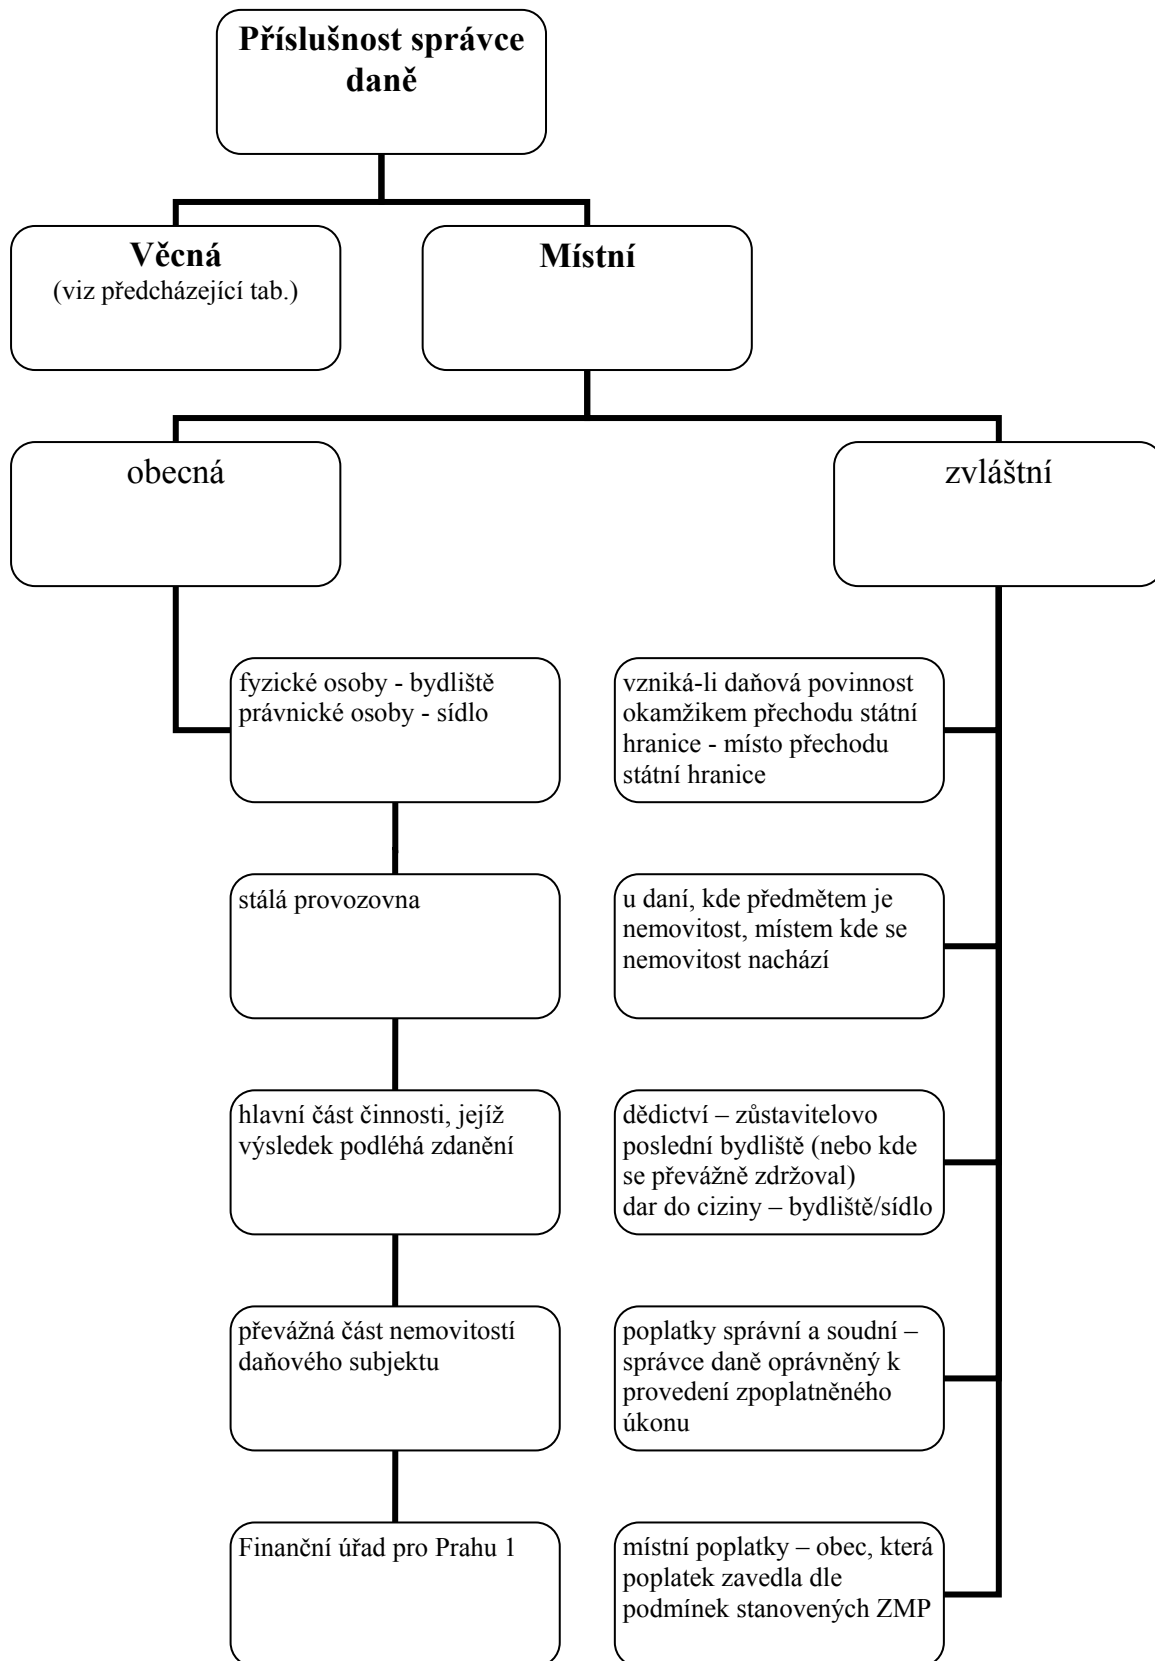 Příslušnost správce
daně
Věcná
(viz předcházející tab.)
Místní
obecná
zvláštní
fyzické osoby - bydliště
právnické osoby - sídlo
vzniká-li daňová povinnost
okamžikem přechodu státní
hranice - místo přechodu
státní hranice
stálá provozovna
u daní, kde předmětem je
nemovitost, místem kde se
nemovitost nachází
hlavní část činnosti, jejíž
výsledek podléhá zdanění
dědictví – zůstavitelovo
poslední bydliště (nebo kde
se převážně zdržoval)
dar do ciziny – bydliště/sídlo
převážná část nemovitostí
daňového subjektu
poplatky správní a soudní –
správce daně oprávněný k
provedení zpoplatněného
úkonu
Finanční úřad pro Prahu 1
místní poplatky – obec, která
poplatek zavedla dle
podmínek stanovených ZMP